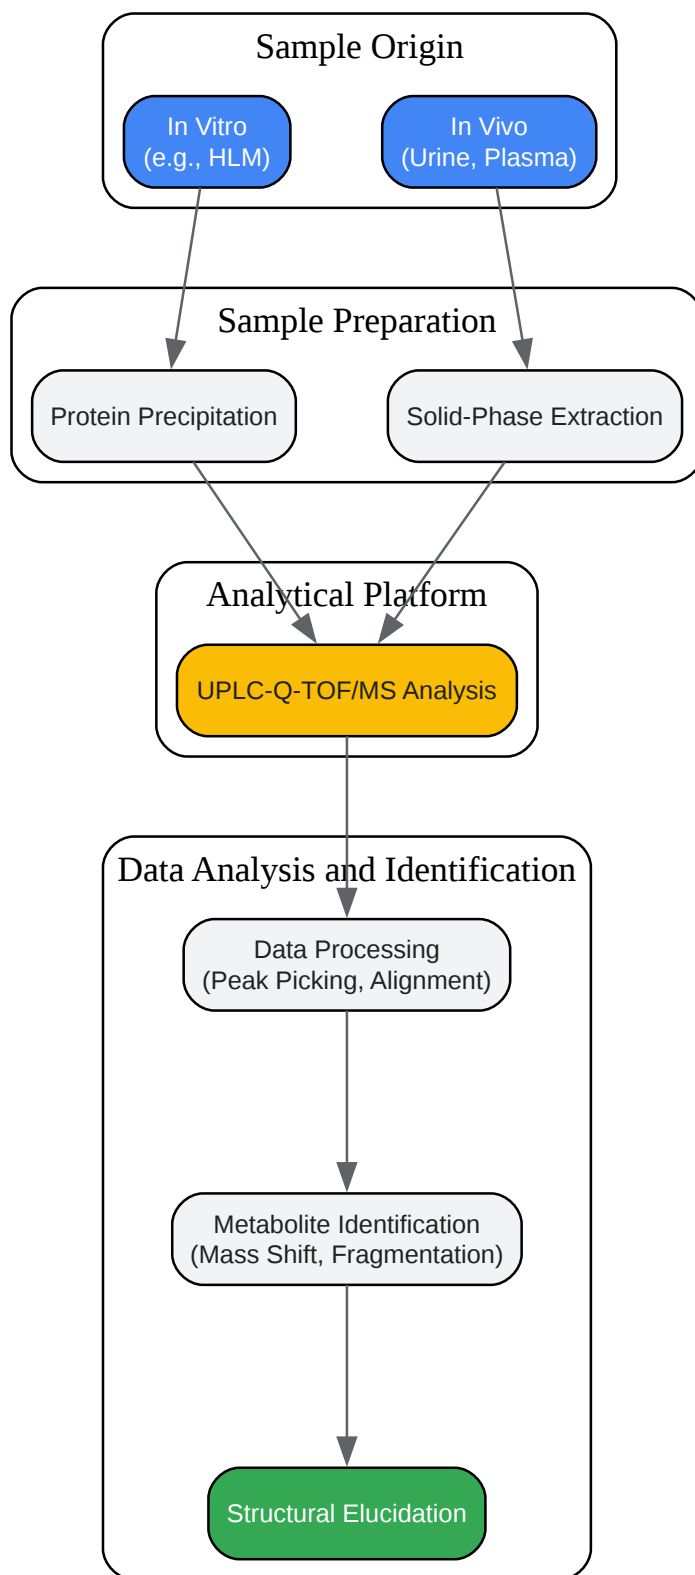 Sample Origin
In Vitro
(e.g., HLM)
In Vivo
(Urine, Plasma)
Sample Preparation
Protein Precipitation
Solid-Phase Extraction
Analytical Platform
UPLC-Q-TOF/MS Analysis
Data Analysis and Identification
Data Processing
(Peak Picking, Alignment)
Metabolite Identification
(Mass Shift, Fragmentation)
Structural Elucidation